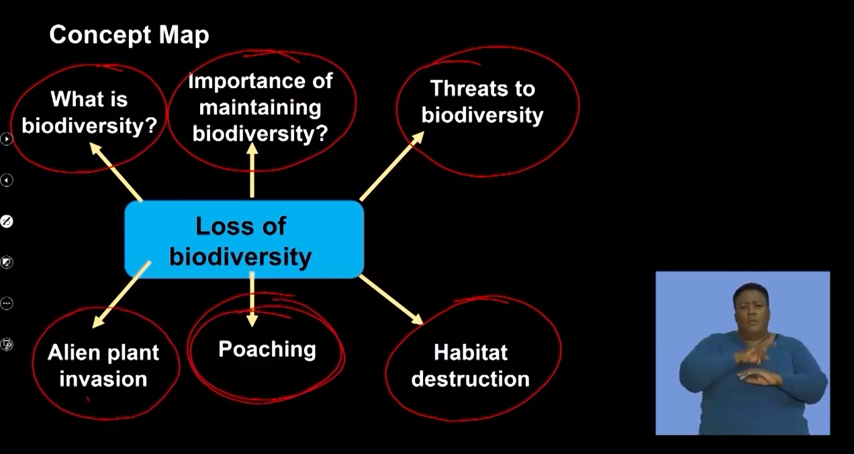 Concept Map
What is
biodiversity?
Importance of
maintaining
biodiversity?
Threats to
biodiversity
Loss of
biodiversity
Alien plant
invasion
Poaching
Habitat
destruction